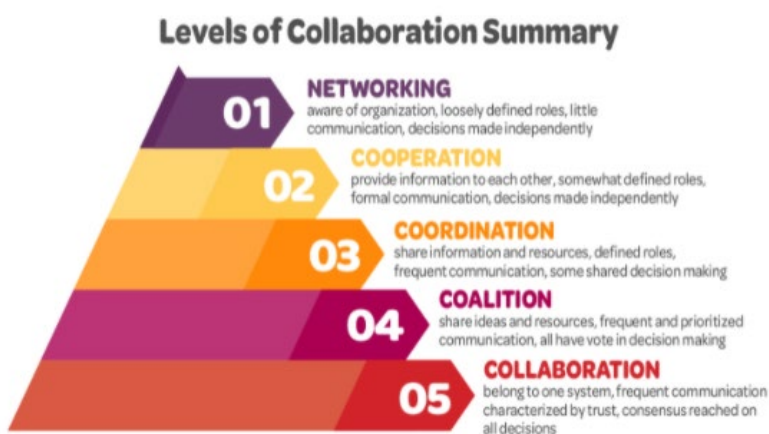 Levels of Collaboration Summary
01
NETWORKING
aware of organization, loosely defined roles, little
communication, decisions made independently
02
COOPERATION
provide information to each other, somewhat defined roles,
formal communication, decisions made independently
03
COORDINATION
share information and resources, defined roles,
frequent communication, some shared decision making
04
COALITION
share ideas and resources, frequent and prioritized
communication, all have vote in decision making
05
COLLABORATION
belong to one system, frequent communication
characterized by trust, consensus reached on
all decisions